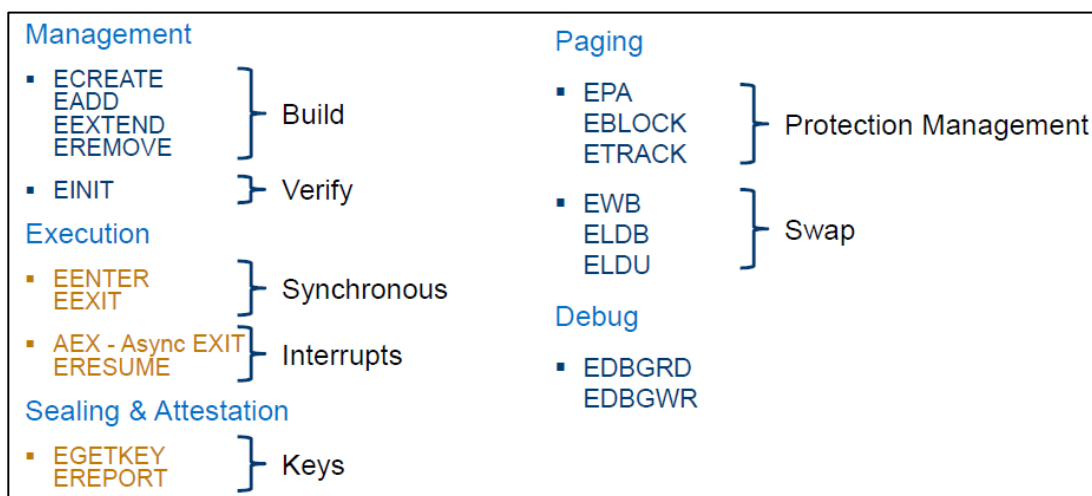 Management
▪ ECREATE
EADD
EEXTEND
EREMOVE
Build
▪ EINIT
Verify
Execution
▪ EENTER
EEXIT
Synchronous
▪ AEX - Async EXIT
ERESUME
Interrupts
Sealing & Attestation
▪ EGETKEY
EREPORT
Keys
Paging
▪ EPA
EBLOCK
ETRACK
Protection Management
▪ EWB
ELDB
ELDU
Swap
Debug
▪ EDBGRD
EDBGWR